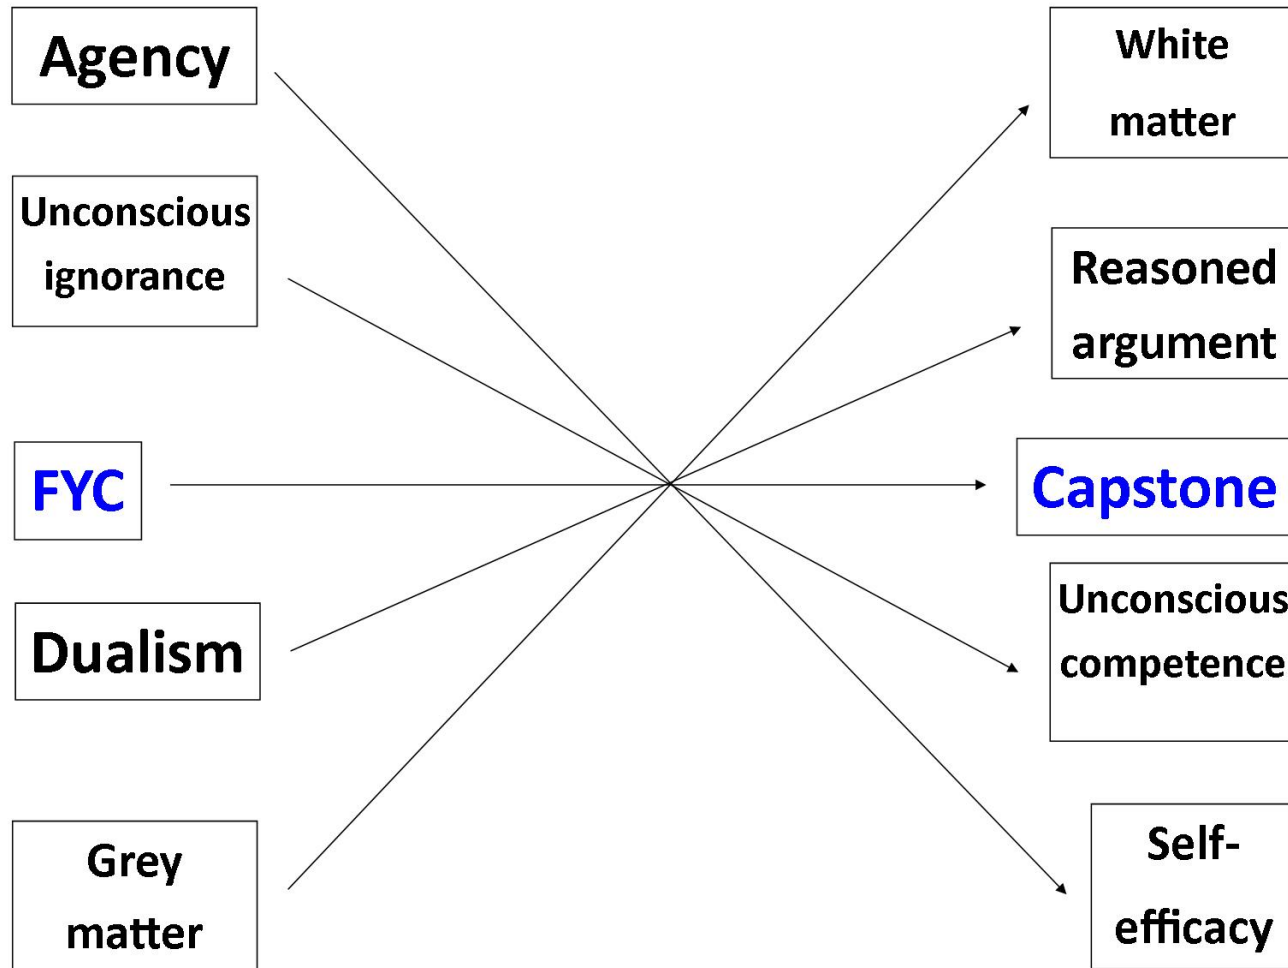 Agency
Unconscious
ignorance
FYC
Dualism
Grey
matter
White
matter
Reasoned
argument
Capstone
Unconscious
competence
Self-
efficacy